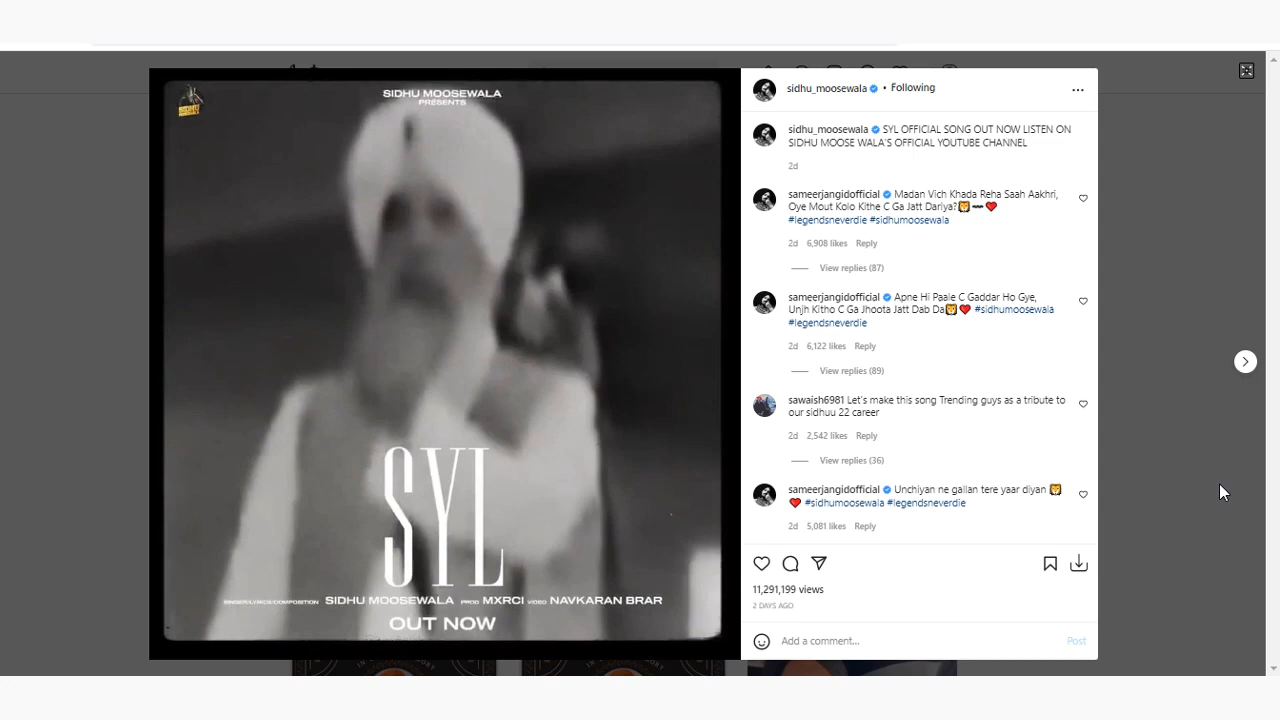 SIDHU MOOSEWALA
PRESENTS
SYL
SINGER/LYRICS/COMPOSITION SIDHU MOOSEWALA PROD MXRCI VIDEO NAVKARAN BRAR
OUT NOW
sidhu_moosewala • Following
sidhu_moosewala SYL OFFICIAL SONG OUT NOW LISTEN ON
SIDHU MOOSE WALA'S OFFICIAL YOUTUBE CHANNEL
2d
sameerjangidofficial Madan Vich Khada Reha Saah Aakhri,
Oye Mout Kolo Kithe C Ga Jatt Dariya?🦁➖❤️
#legendsneverdie #sidhumoosewala
2d 6,908 likes Reply
View replies (87)
sameerjangidofficial Apne Hi Paale C Gaddar Ho Gye,
Unjh Kitho C Ga Jhoota Jatt Dab Da🦁❤️ #sidhumoosewala
#legendsneverdie
2d 6,122 likes Reply
View replies (89)
sawaish6981 Let's make this song Trending guys as a tribute to
our sidhuu 22 career
2d 2,542 likes Reply
View replies (36)
sameerjangidofficial Unchiyan ne gallan tere yaar diyan 🦁
❤️ #sidhumoosewala #legendsneverdie
2d 5,081 likes Reply
11,291,199 views
2 DAYS AGO
Add a comment...
Post